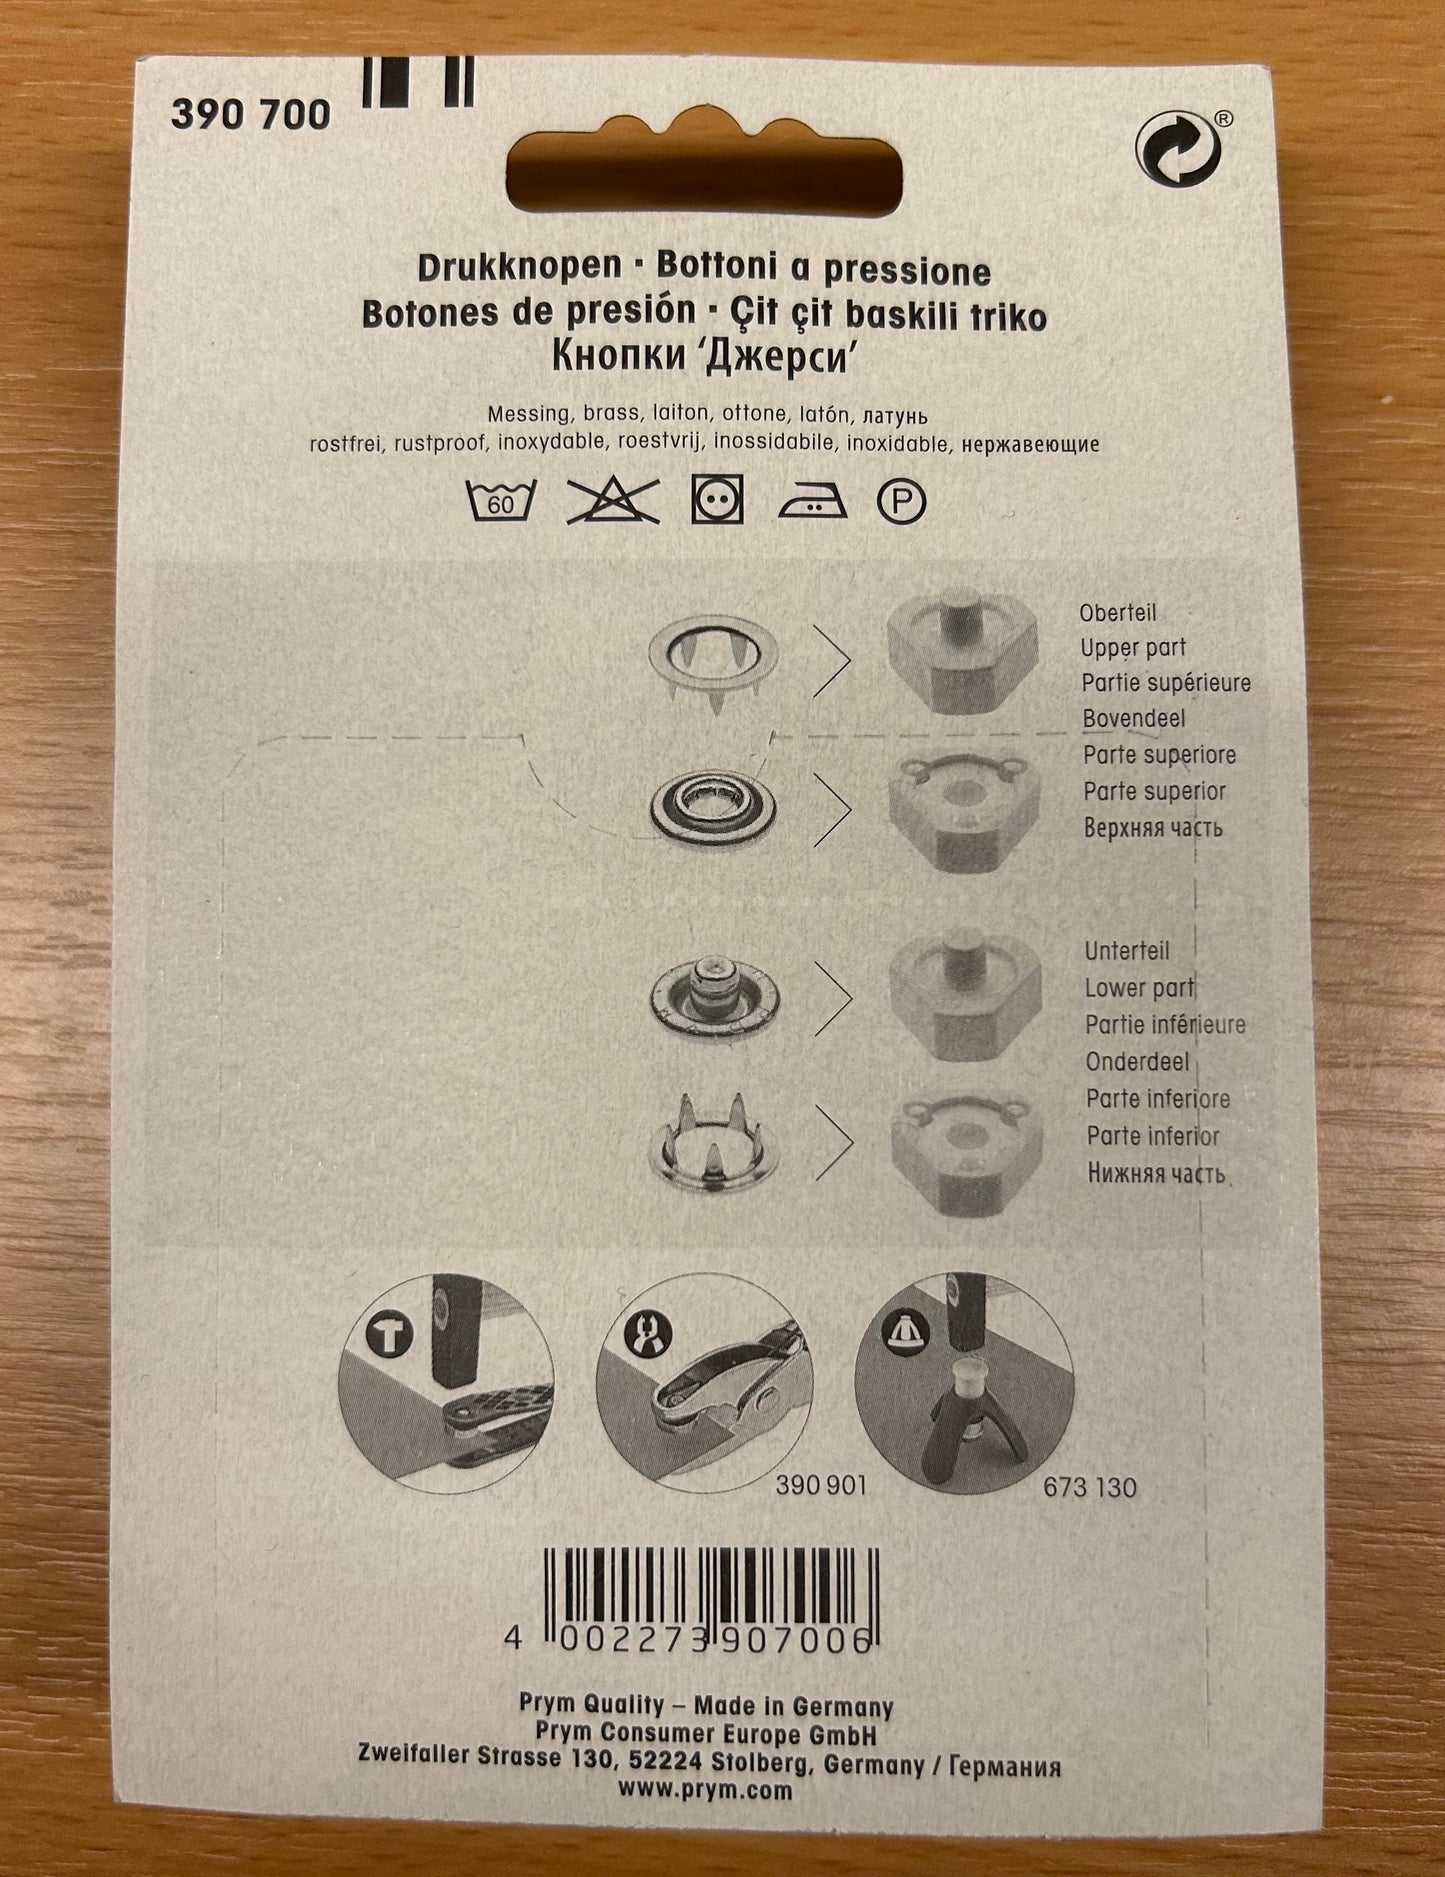 390 700
®
Drukknopen · Bottoni a pressione
Botones de presión · Çit çit baskili triko
Кнопки ‘Джерси’
Messing, brass, laiton, ottone, latón, латунь
rostfrei, rustproof, inoxydable, roestvrij, inossidabile, inoxidable, нержавеющие
60
P
Oberteil
Upper part
Partie supérieure
Bovendeel
Parte superiore
Parte superior
Верхняя часть
Unterteil
Lower part
Partie inférieure
Onderdeel
Parte inferiore
Parte inferior
Нижняя часть
390 901
673 130
4 002273 907006
Prym Quality – Made in Germany
Prym Consumer Europe GmbH
Zweifaller Strasse 130, 52224 Stolberg, Germany / Германия
www.prym.com